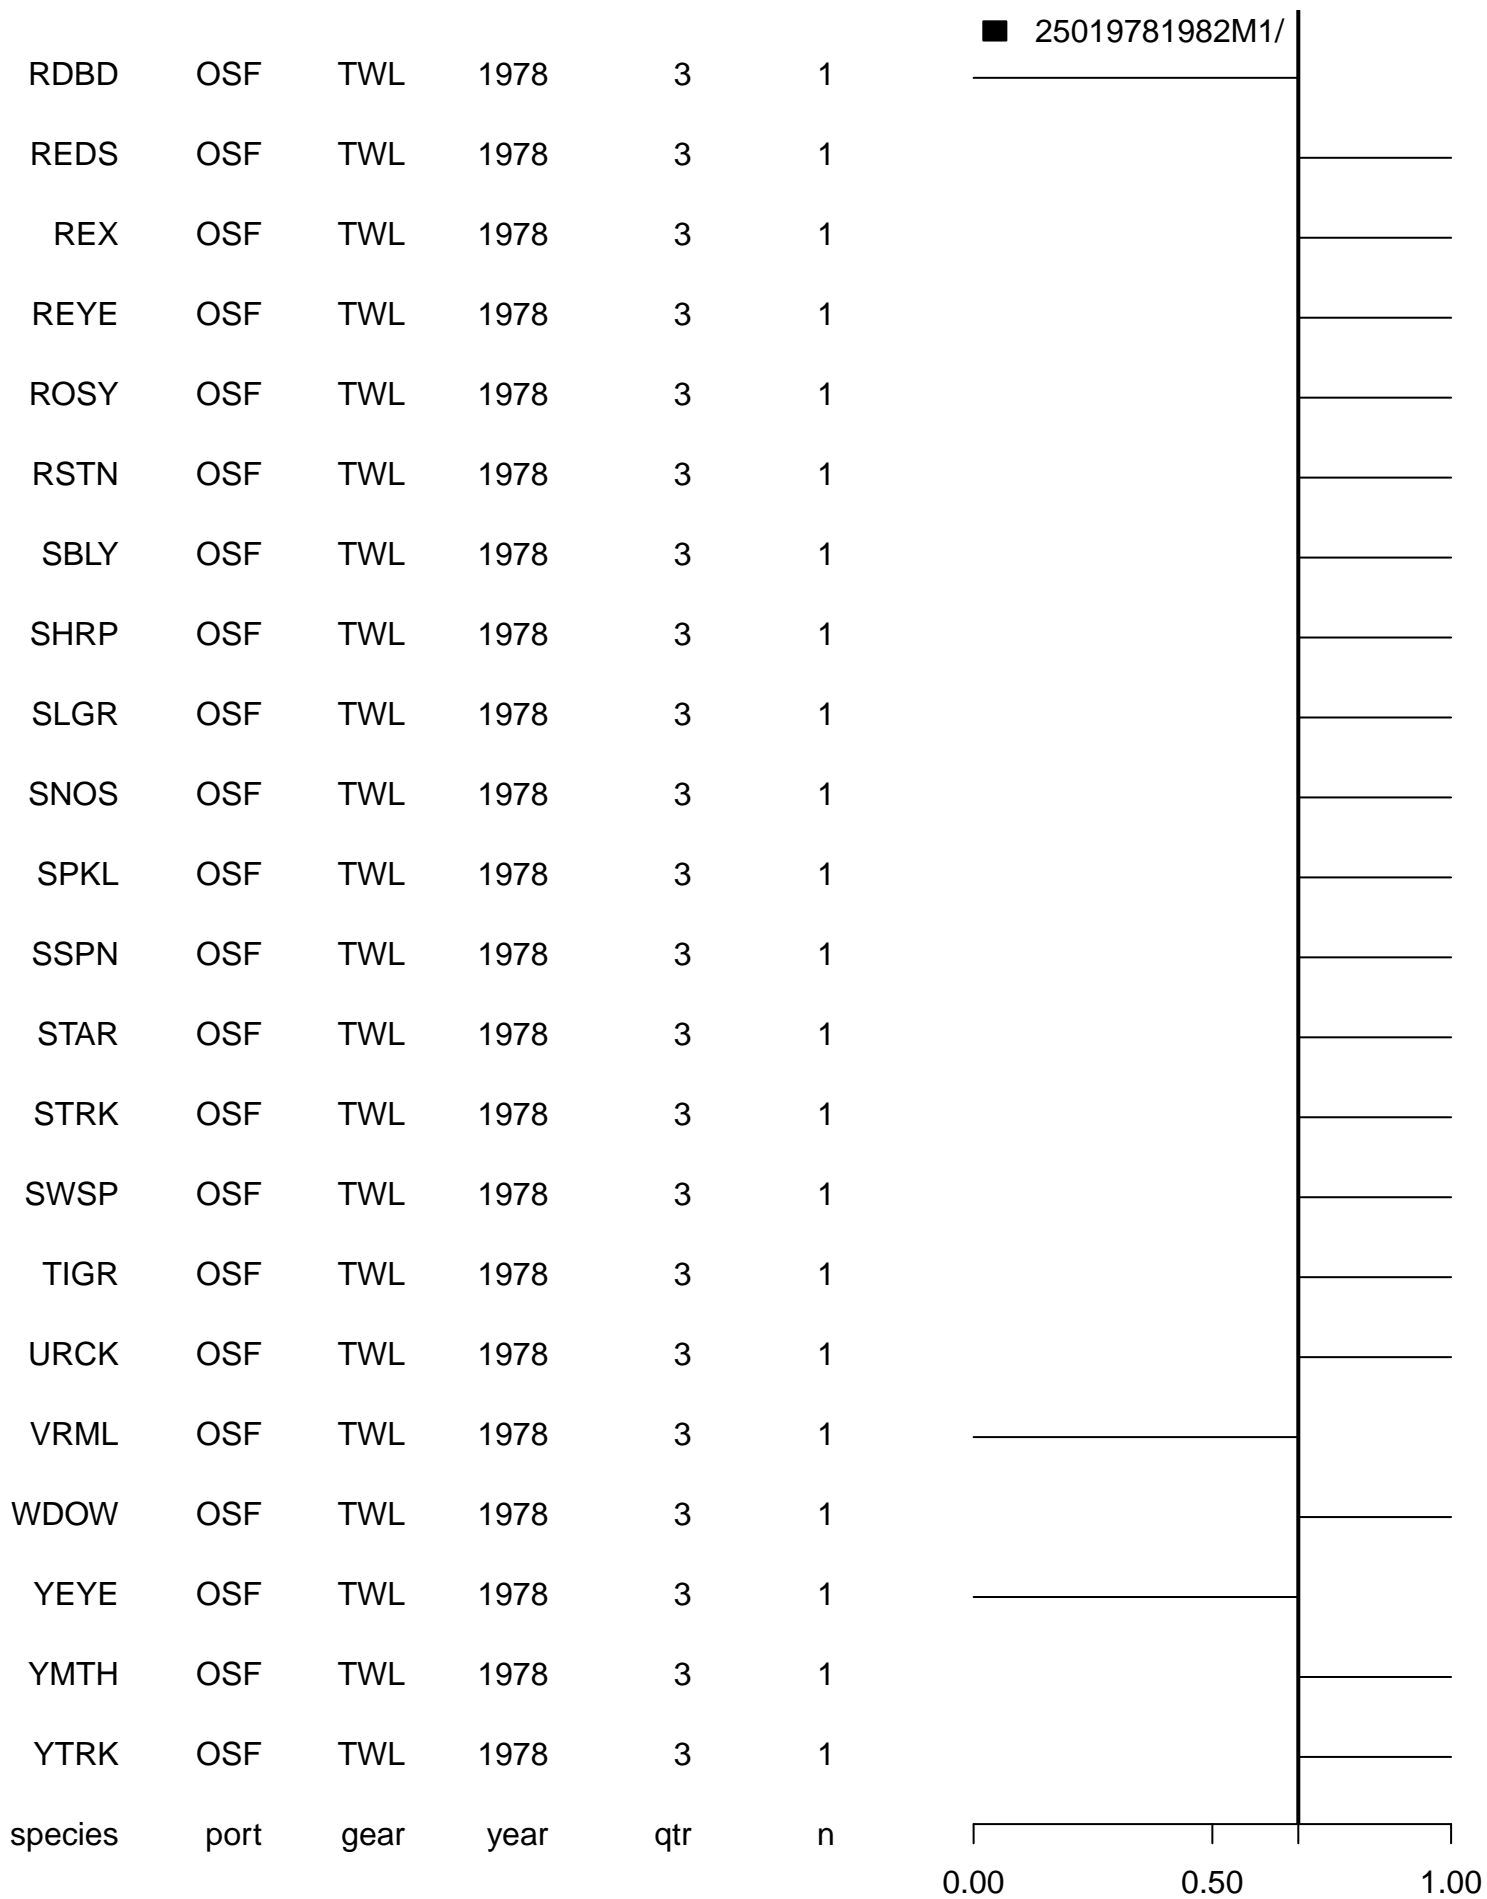 25019781982M1/
RDBD OSF TWL 1978 3 1
REDS OSF TWL 1978 3 1
REX OSF TWL 1978 3 1
REYE OSF TWL 1978 3 1
ROSY OSF TWL 1978 3 1
RSTN OSF TWL 1978 3 1
SBLY OSF TWL 1978 3 1
SHRP OSF TWL 1978 3 1
SLGR OSF TWL 1978 3 1
SNOS OSF TWL 1978 3 1
SPKL OSF TWL 1978 3 1
SSPN OSF TWL 1978 3 1
STAR OSF TWL 1978 3 1
STRK OSF TWL 1978 3 1
SWSP OSF TWL 1978 3 1
TIGR OSF TWL 1978 3 1
URCK OSF TWL 1978 3 1
VRML OSF TWL 1978 3 1
WDOW OSF TWL 1978 3 1
YEYE OSF TWL 1978 3 1
YMTH OSF TWL 1978 3 1
YTRK OSF TWL 1978 3 1
species port gear year qtr n
0.00 0.50 1.00